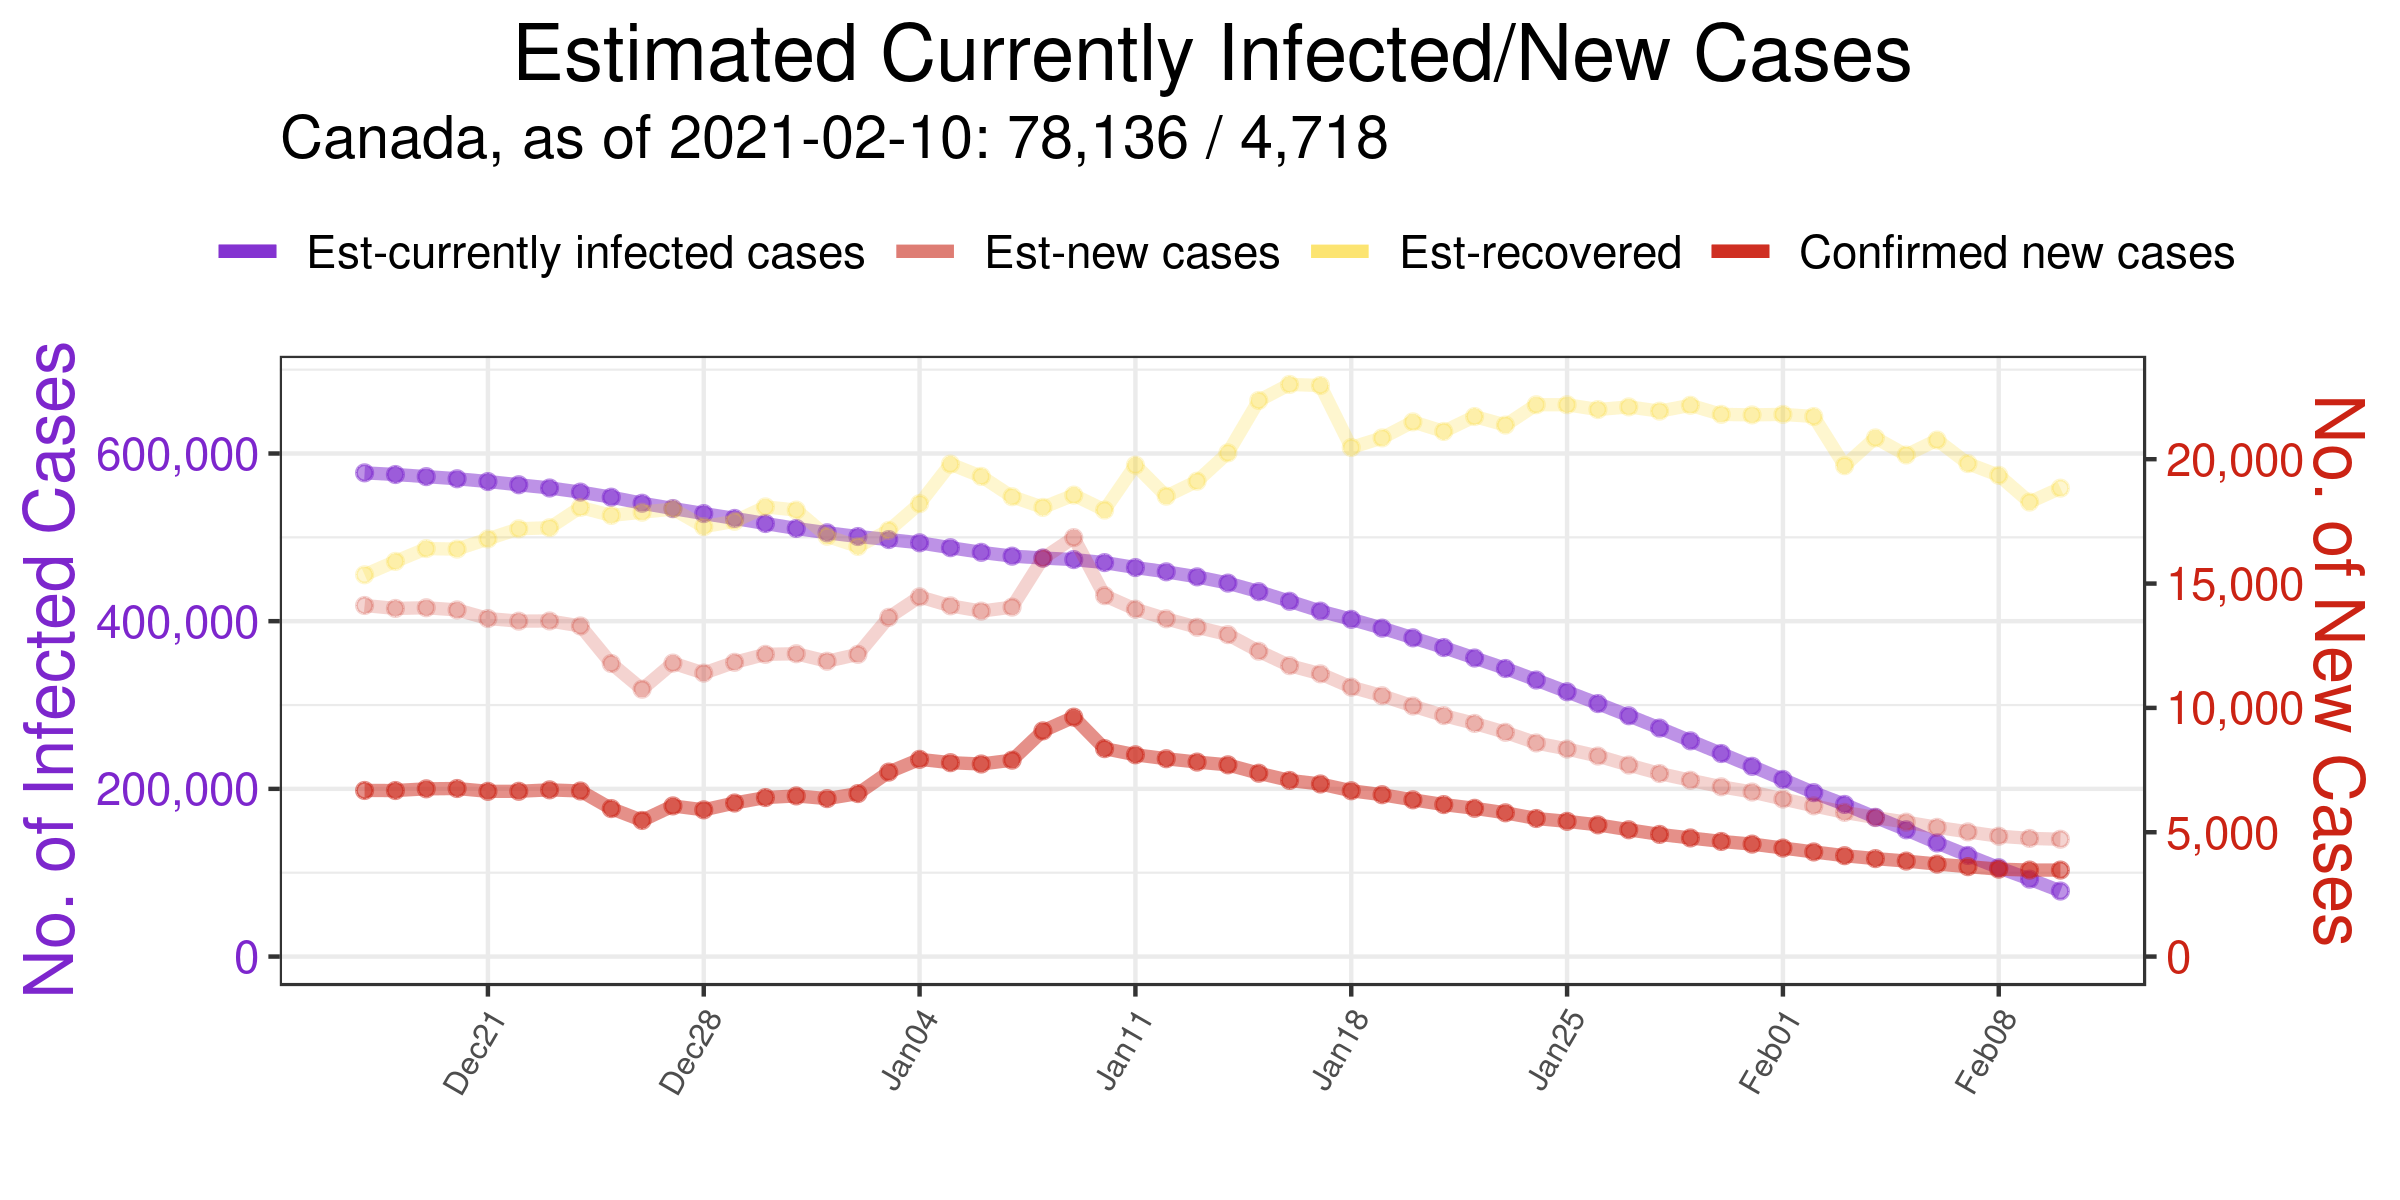 Estimated Currently Infected/New Cases
Canada, as of 2021-02-10: 78,136 / 4,718
Est-currently infected cases Est-new cases Est-recovered Confirmed new cases
No. of Infected Cases
600,000
400,000
200,000
0
20,000
15,000
10,000
5,000
0
No. of New Cases
Dec21 Dec28 Jan04 Jan11 Jan18 Jan25 Feb01 Feb08